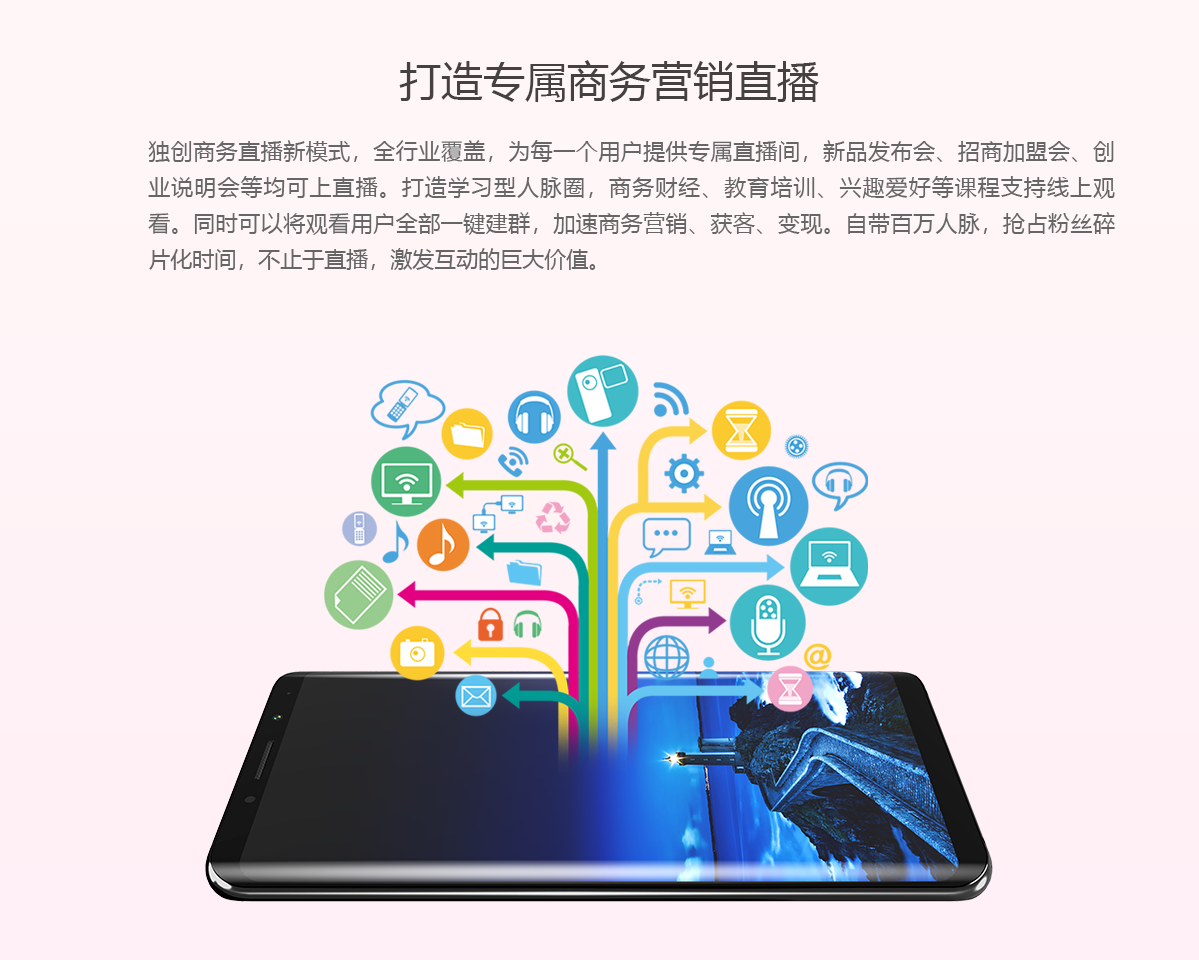 打造专属商务营销直播
独创商务直播新模式，全行业覆盖，为每一个用户提供专属直播间，新品发布会、招商加盟会、创
业说明会等均可上直播。打造学习型人脉圈，商务财经、教育培训、兴趣爱好等课程支持线上观
看。同时可以将观看用户全部一键建群，加速商务营销、获客、变现。自带百万人脉，抢占粉丝碎
片化时间，不止于直播，激发互动的巨大价值。
@